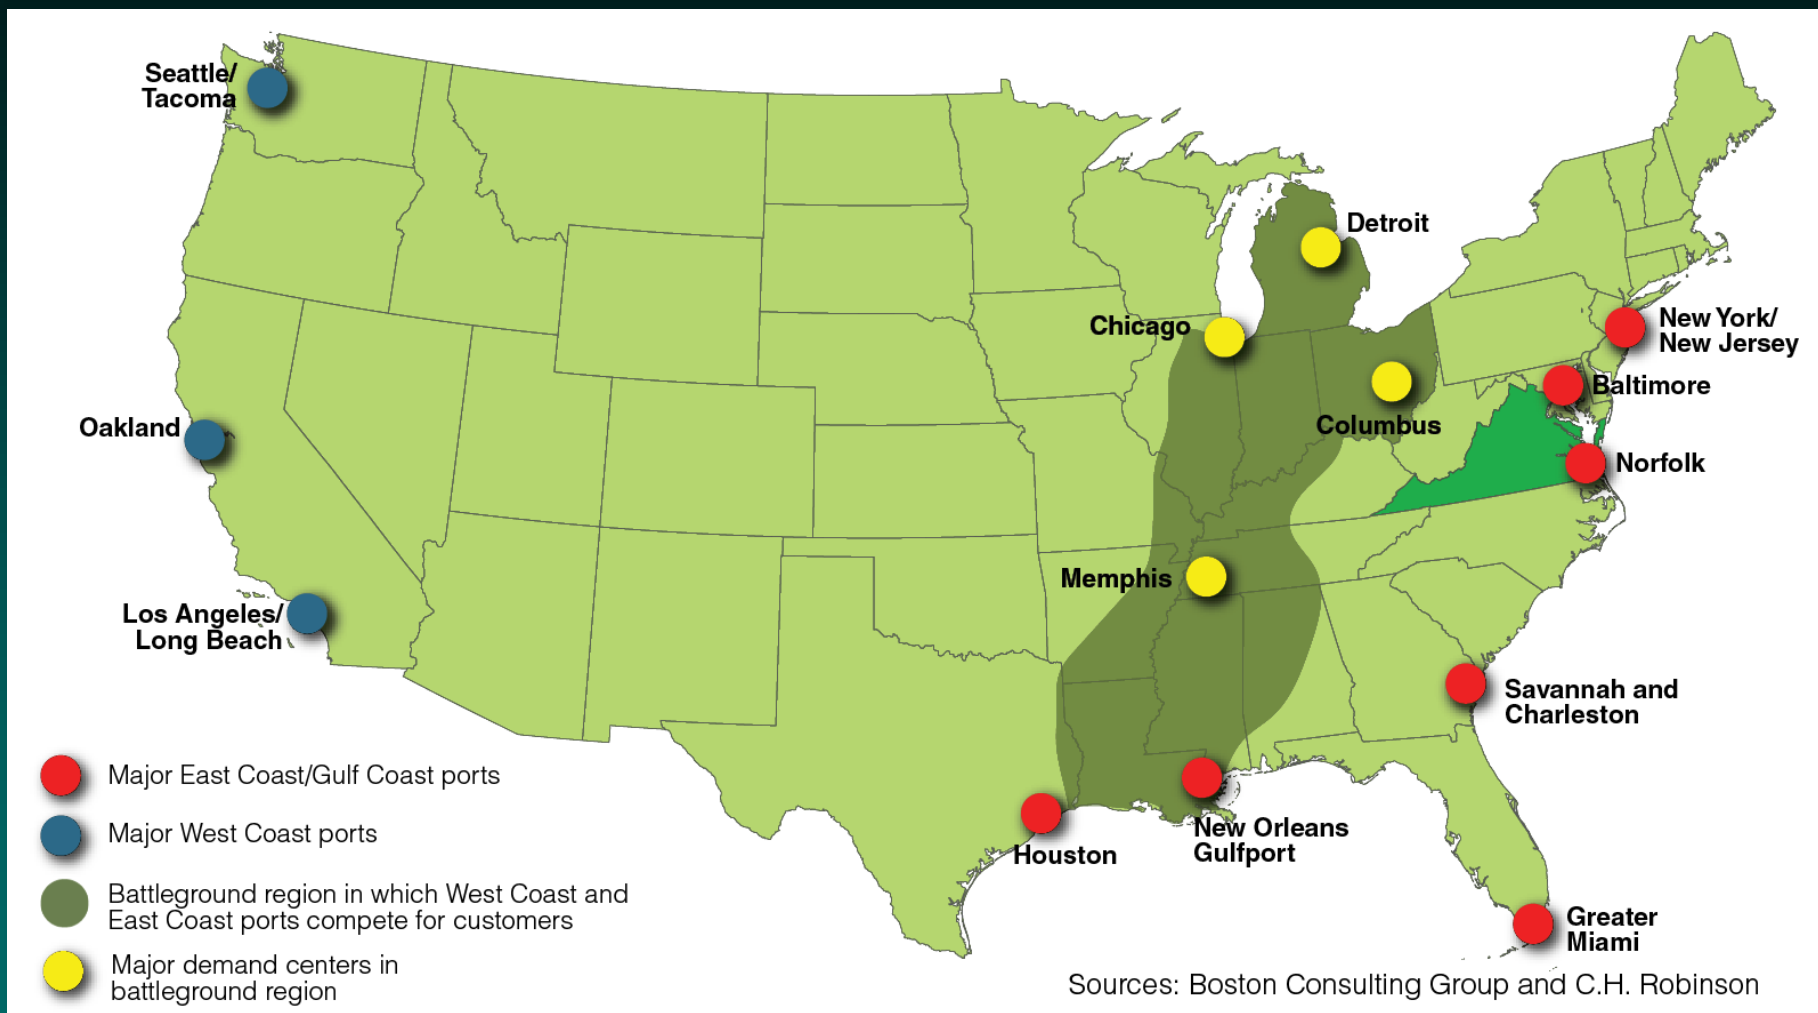 Seattle/
Tacoma
Detroit
Chicago
New York/
New Jersey
Baltimore
Columbus
Oakland
Norfolk
Memphis
Los Angeles/
Long Beach
Savannah and
Charleston
New Orleans
Gulfport
Houston
Greater
Miami
Major East Coast/Gulf Coast ports
Major West Coast ports
Battleground region in which West Coast and
East Coast ports compete for customers
Major demand centers in
battleground region
Sources: Boston Consulting Group and C.H. Robinson